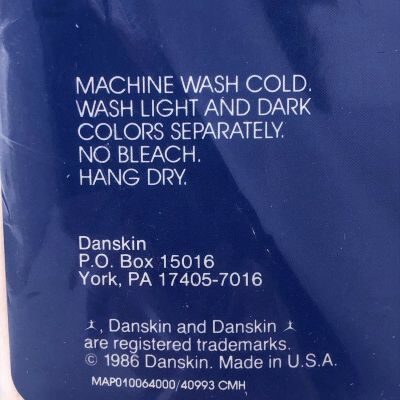 MACHINE WASH COLD.
WASH LIGHT AND DARK
COLORS SEPARATELY.
NO BLEACH.
HANG DRY.
Danskin
P.O. Box 15016
York, PA 17405-7016
, Danskin and Danskin
are registered trademarks.
© 1986 Danskin. Made in U.S.A.
MAP010064000/40993 CMH